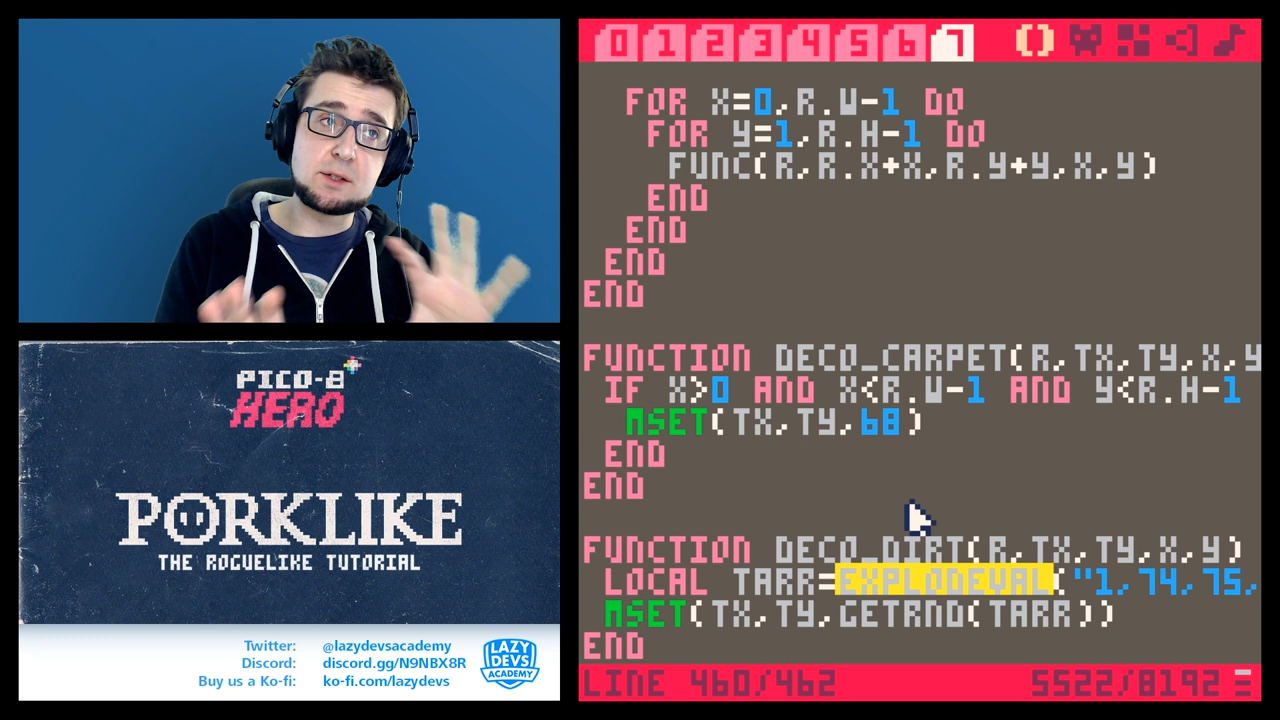 PICO-8
HERO
PORKLIKE
THE ROGUELIKE TUTORIAL
Twitter: @lazydevsacademy
Discord: discord.gg/N9NBX8R
Buy us a Ko-fi: ko-fi.com/lazydevs
LAZY
DEVS
ACADEMY
0 1 2 3 4 5 6 7
FOR X=0,R.W-1 DO
FOR Y=1,R.H-1 DO
FUNC(R,R.X+X,R.Y+Y,X,Y)
END
END
END
END
FUNCTION DECO_CARPET(R,TX,TY,X,Y
IF X>0 AND X<R.W-1 AND Y<R.H-1
MSET(TX,TY,68)
END
END
FUNCTION DECO_DIRT(R,TX,TY,X,Y)
LOCAL TARR=EXPLODEVAL("1,74,75,
MSET(TX,TY,GETRND(TARR))
END
LINE 460/462 5522/8192